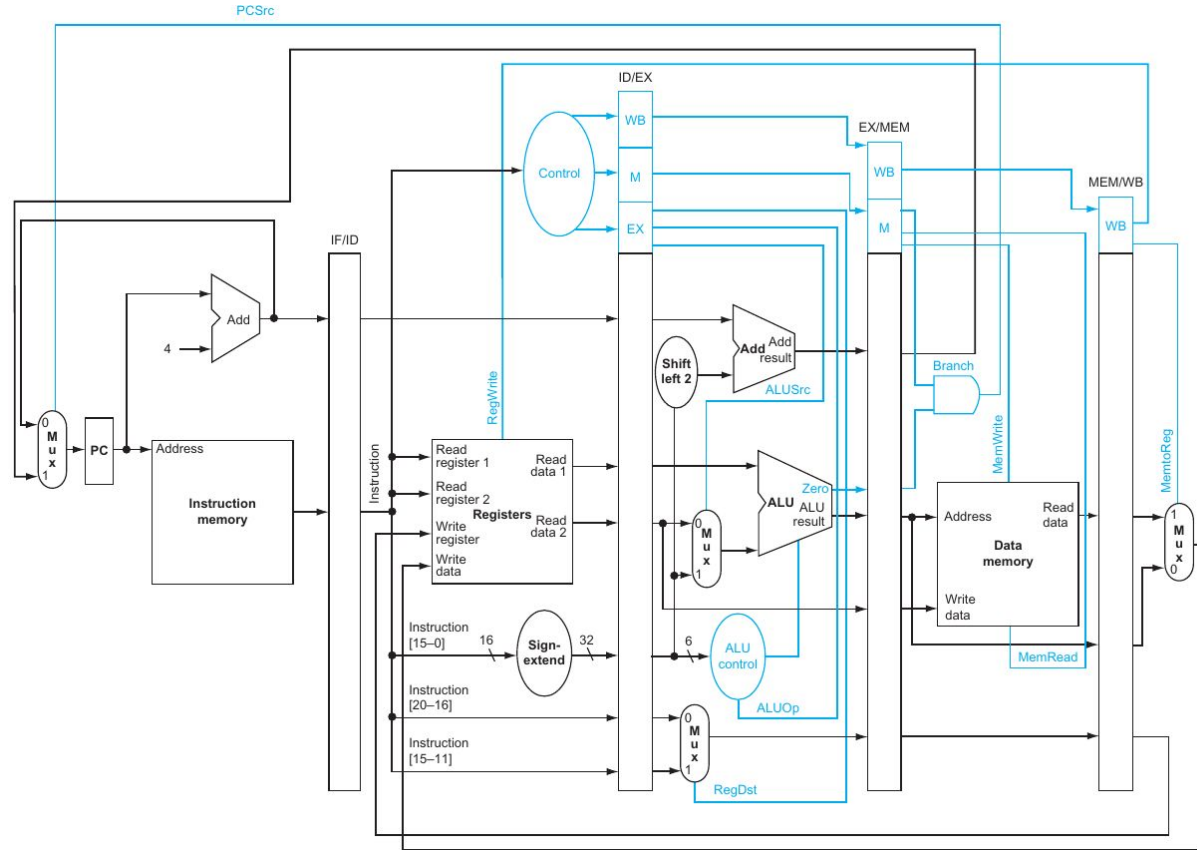 PCSrc
ID/EX
WB
EX/MEM
Control
M
WB
MEM/WB
EX
M
WB
IF/ID
Add
4
Add
Add
result
Shift
left 2
Branch
ALUSrc
RegWrite
MemWrite
MemtoReg
0
M
u
x
1
PC
Address
Instruction
memory
Instruction
Read
register 1
Read
data 1
Read
register 2
Registers
Read
data 2
Write
register
Write
data
0
M
u
x
1
Zero
ALU
ALU
result
Address
Read
data
Data
memory
Write
data
1
M
u
x
0
Instruction
[15–0]
16
Sign-
extend
32
6
ALU
control
MemRead
Instruction
[20–16]
ALUOp
0
M
u
x
1
Instruction
[15–11]
RegDst